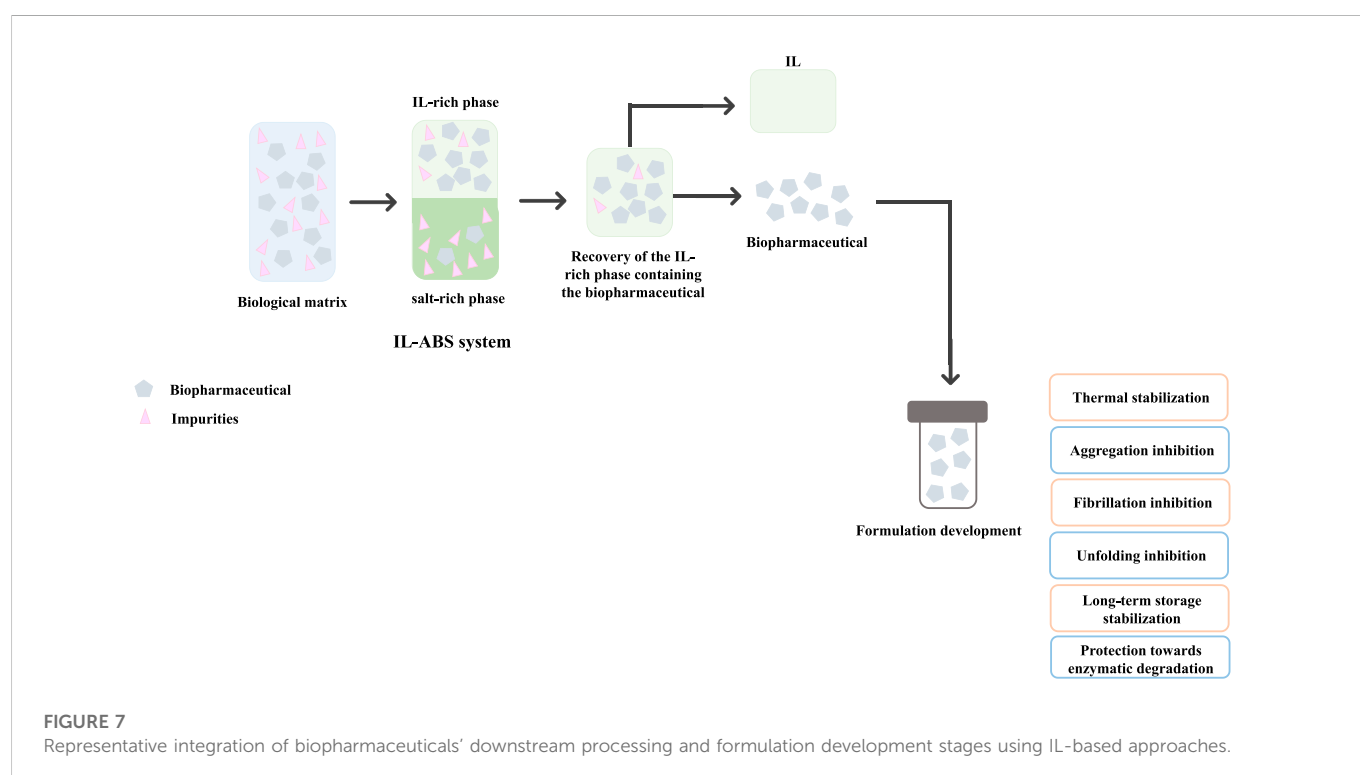 IL
IL-rich phase
Biological matrix
salt-rich phase
IL-ABS system
Recovery of the IL-
rich phase containing
the biopharmaceutical
Biopharmaceutical
Biopharmaceutical
Impurities
Formulation development
Thermal stabilization
Aggregation inhibition
Fibrillation inhibition
Unfolding inhibition
Long-term storage
stabilization
Protection towards
enzymatic degradation
FIGURE 7
Representative integration of biopharmaceuticals’ downstream processing and formulation development stages using IL-based approaches.